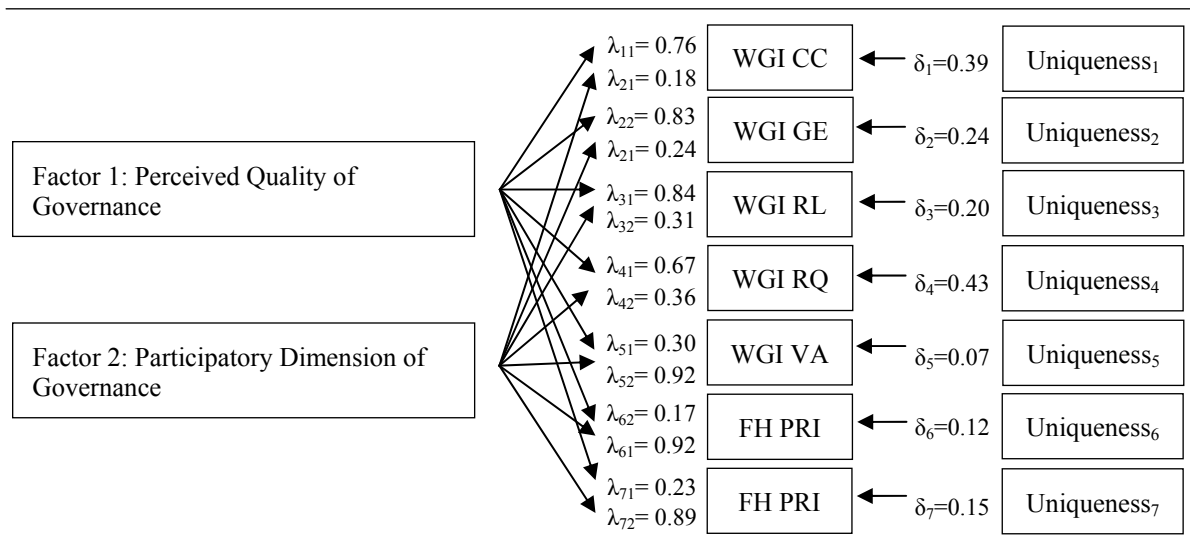 λ11= 0.76
WGI CC
δ1=0.39
Uniqueness1
λ21= 0.18
λ22= 0.83
WGI GE
δ2=0.24
Uniqueness2
λ21= 0.24
Factor 1: Perceived Quality of
Governance
λ31= 0.84
WGI RL
δ3=0.20
Uniqueness3
λ32= 0.31
λ41= 0.67
WGI RQ
δ4=0.43
Uniqueness4
λ42= 0.36
Factor 2: Participatory Dimension of
Governance
λ51= 0.30
WGI VA
δ5=0.07
Uniqueness5
λ52= 0.92
λ62= 0.17
FH PRI
δ6=0.12
Uniqueness6
λ61= 0.92
λ71= 0.23
FH PRI
δ7=0.15
Uniqueness7
λ72= 0.89